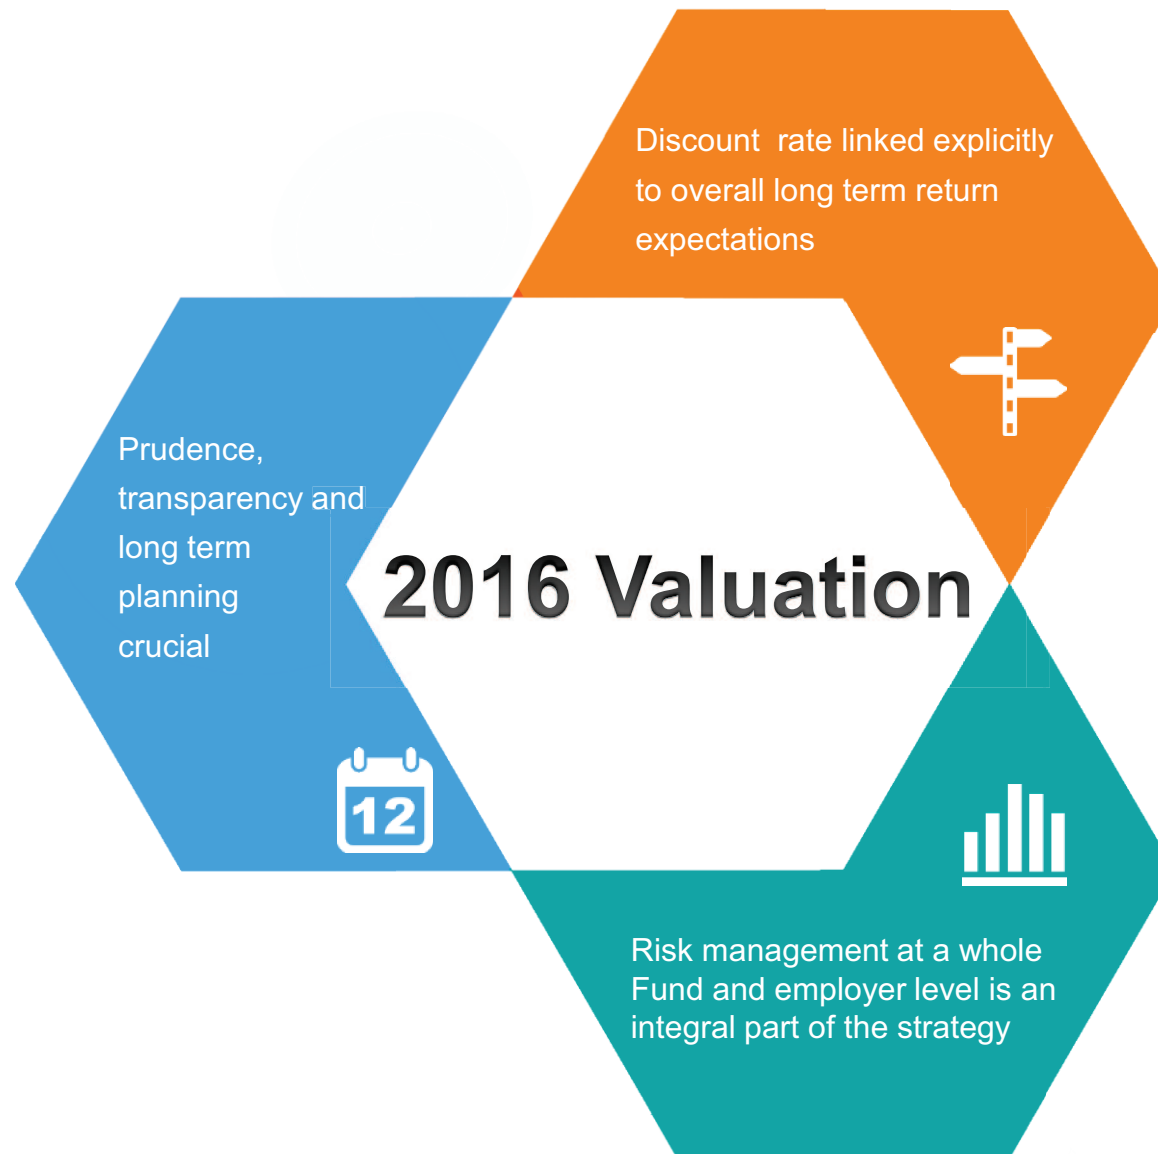 Discount rate linked explicitly
to overall long term return
expectations
Prudence,
transparency and
long term
planning
crucial
2016 Valuation
12
Risk management at a whole
Fund and employer level is an
integral part of the strategy